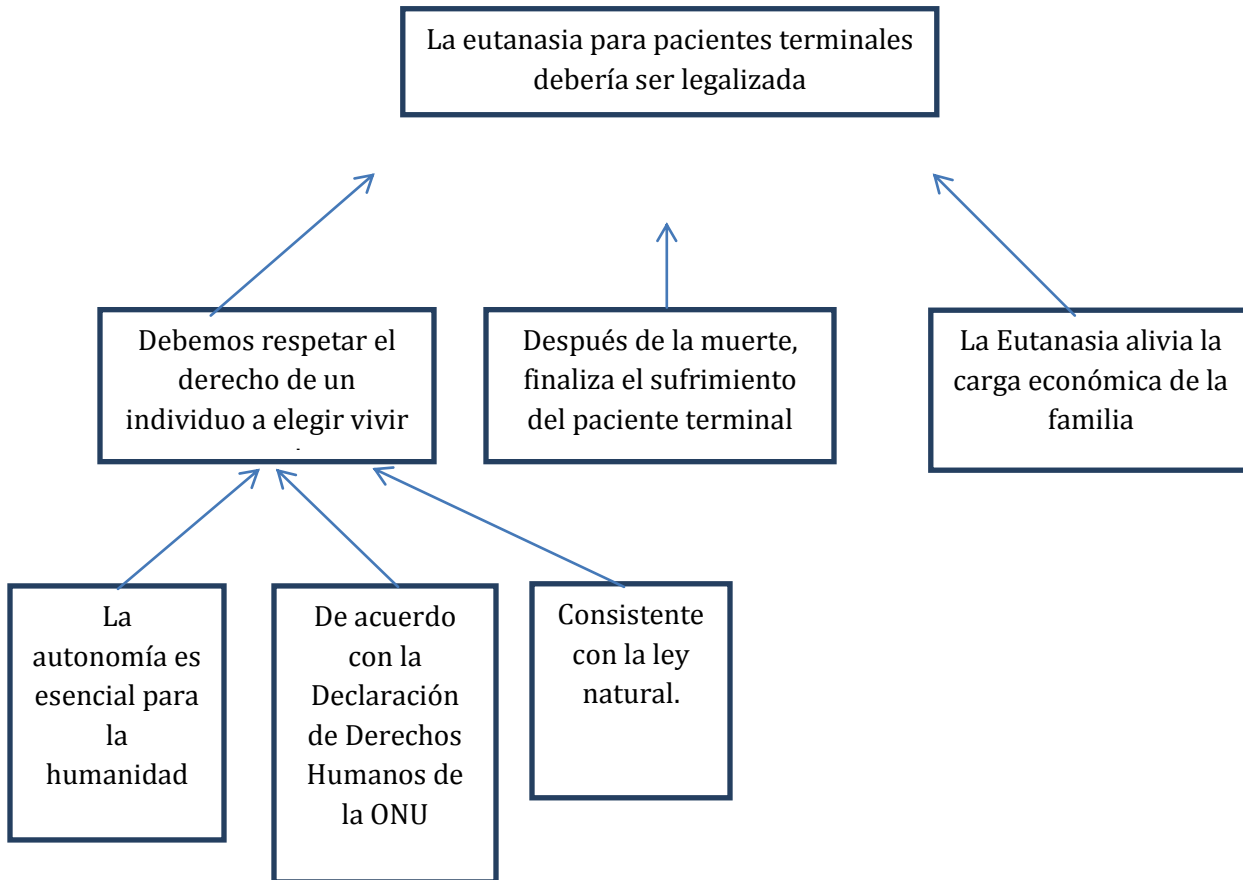 La eutanasia para pacientes terminales
debería ser legalizada
Debemos respetar el
derecho de un
individuo a elegir vivir
Después de la muerte,
finaliza el sufrimiento
del paciente terminal
La Eutanasia alivia la
carga económica de la
familia
La
autonomía es
esencial para
la
humanidad
De acuerdo
con la
Declaración
de Derechos
Humanos de
la ONU
Consistente
con la ley
natural.